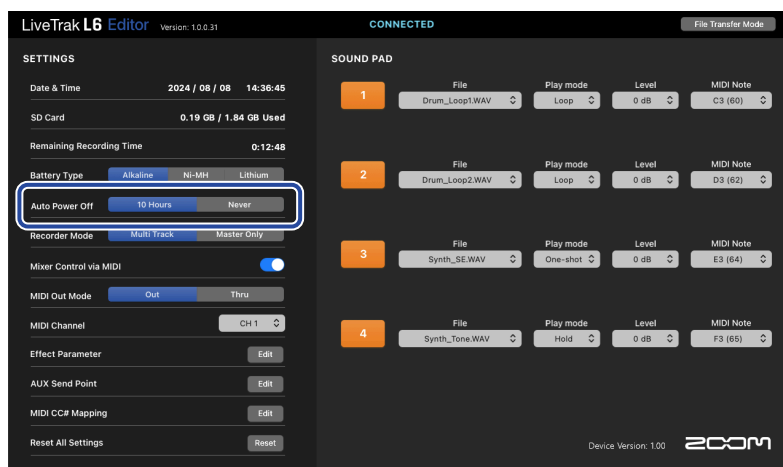 LiveTrak L6 Editor Version: 1.0.0.31 CONNECTED File Transfer Mode
SETTINGS
Date & Time 2024 / 08 / 08 14:36:45
SD Card 0.19 GB / 1.84 GB Used
Remaining Recording Time 0:12:48
Battery Type Alkaline Ni-MH Lithium
Auto Power Off 10 Hours Never
Recorder Mode Multi Track Master Only
Mixer Control via MIDI
MIDI Out Mode Out Thru
MIDI Channel CH 1
Effect Parameter Edit
AUX Send Point Edit
MIDI CC# Mapping Edit
Reset All Settings Reset
SOUND PAD
File Play mode Level MIDI Note
1 Drum_Loop1.WAV Loop 0 dB C3 (60)
File Play mode Level MIDI Note
2 Drum_Loop2.WAV Loop 0 dB D3 (62)
File Play mode Level MIDI Note
3 Synth_SE.WAV One-shot 0 dB E3 (64)
File Play mode Level MIDI Note
4 Synth_Tone.WAV Hold 0 dB F3 (65)
Device Version: 1.00 ZOOM